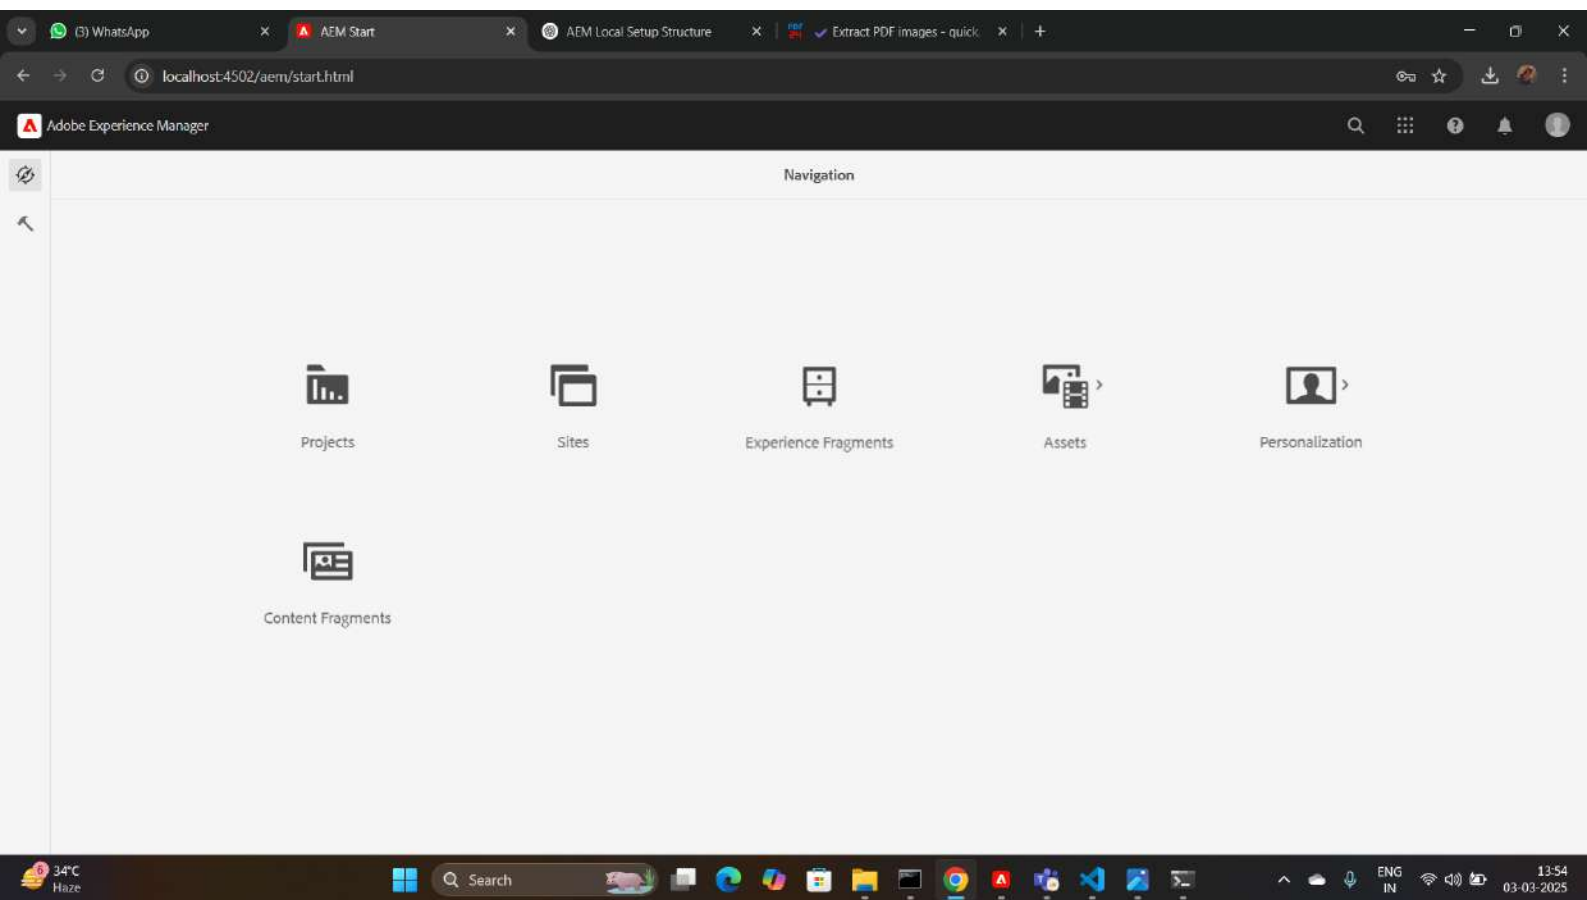 (3) WhatsApp
AEM Start
AEM Local Setup Structure
Extract PDF images - quick
localhost:4502/aem/start.html
Adobe Experience Manager
Navigation
Projects
Sites
Experience Fragments
Assets
Personalization
Content Fragments
6
34°C
Haze
Search
ENG
IN
13:54
03-03-2025